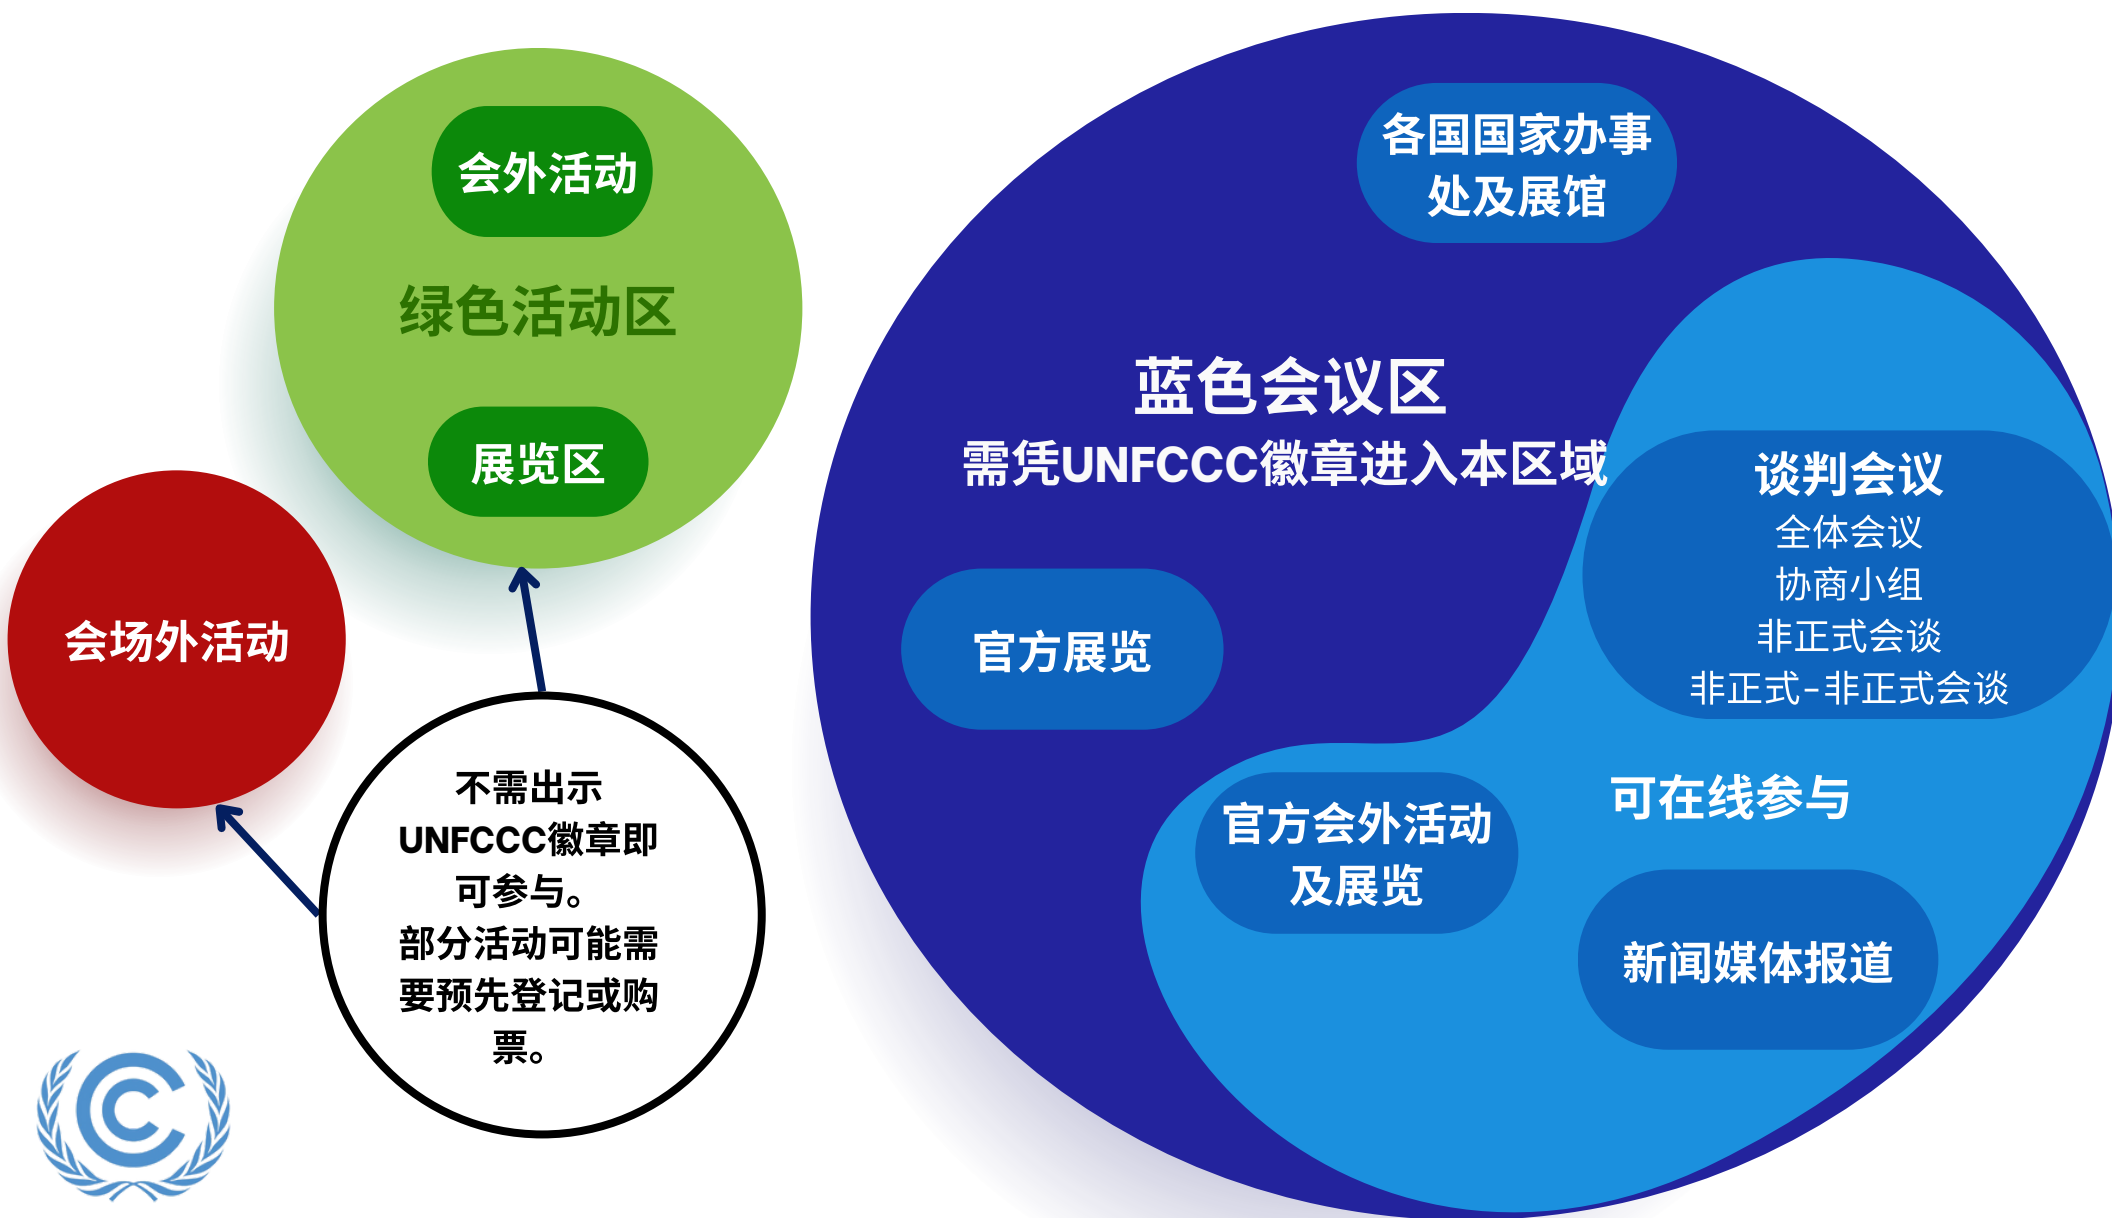 会外活动
绿色活动区
展览区
会场外活动
不需出示
UNFCCC徽章即
可参与。
部分活动可能需
要预先登记或购
票。
各国国家办事
处及展馆
蓝色会议区
需凭UNFCCC徽章进入本区域
谈判会议
全体会议
协商小组
非正式会谈
非正式-非正式会谈
官方展览
可在线参与
官方会外活动
及展览
新闻媒体报道